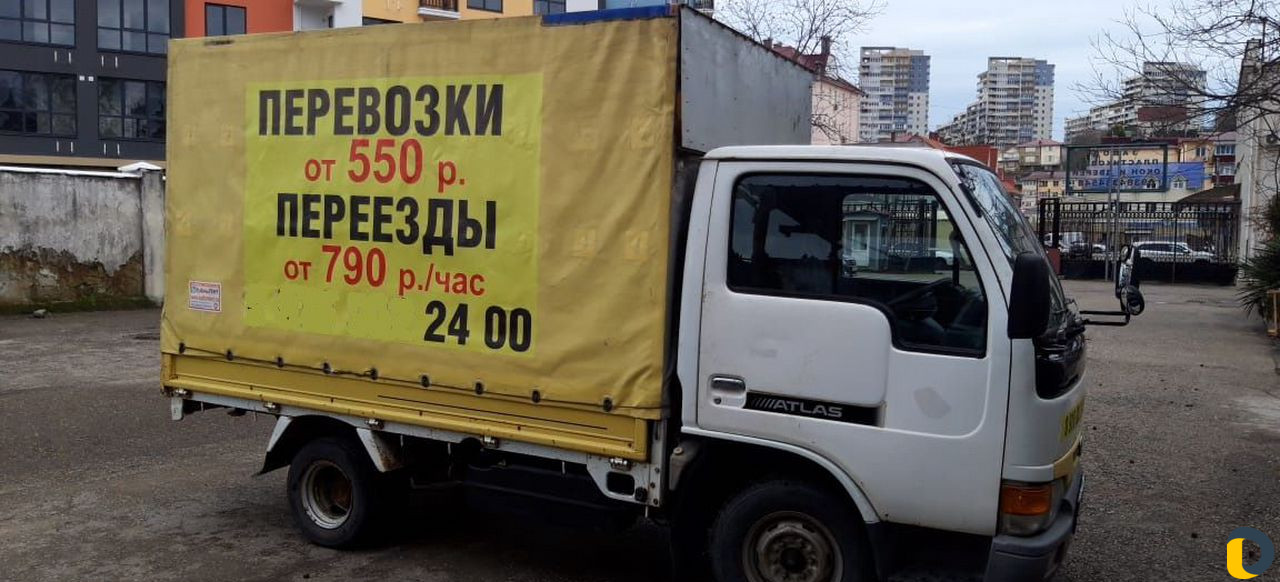 ПЕРЕВОЗКИ
от 550 р.
ПЕРЕЕЗДЫ
от 790 р./час
24 00
ATLAS